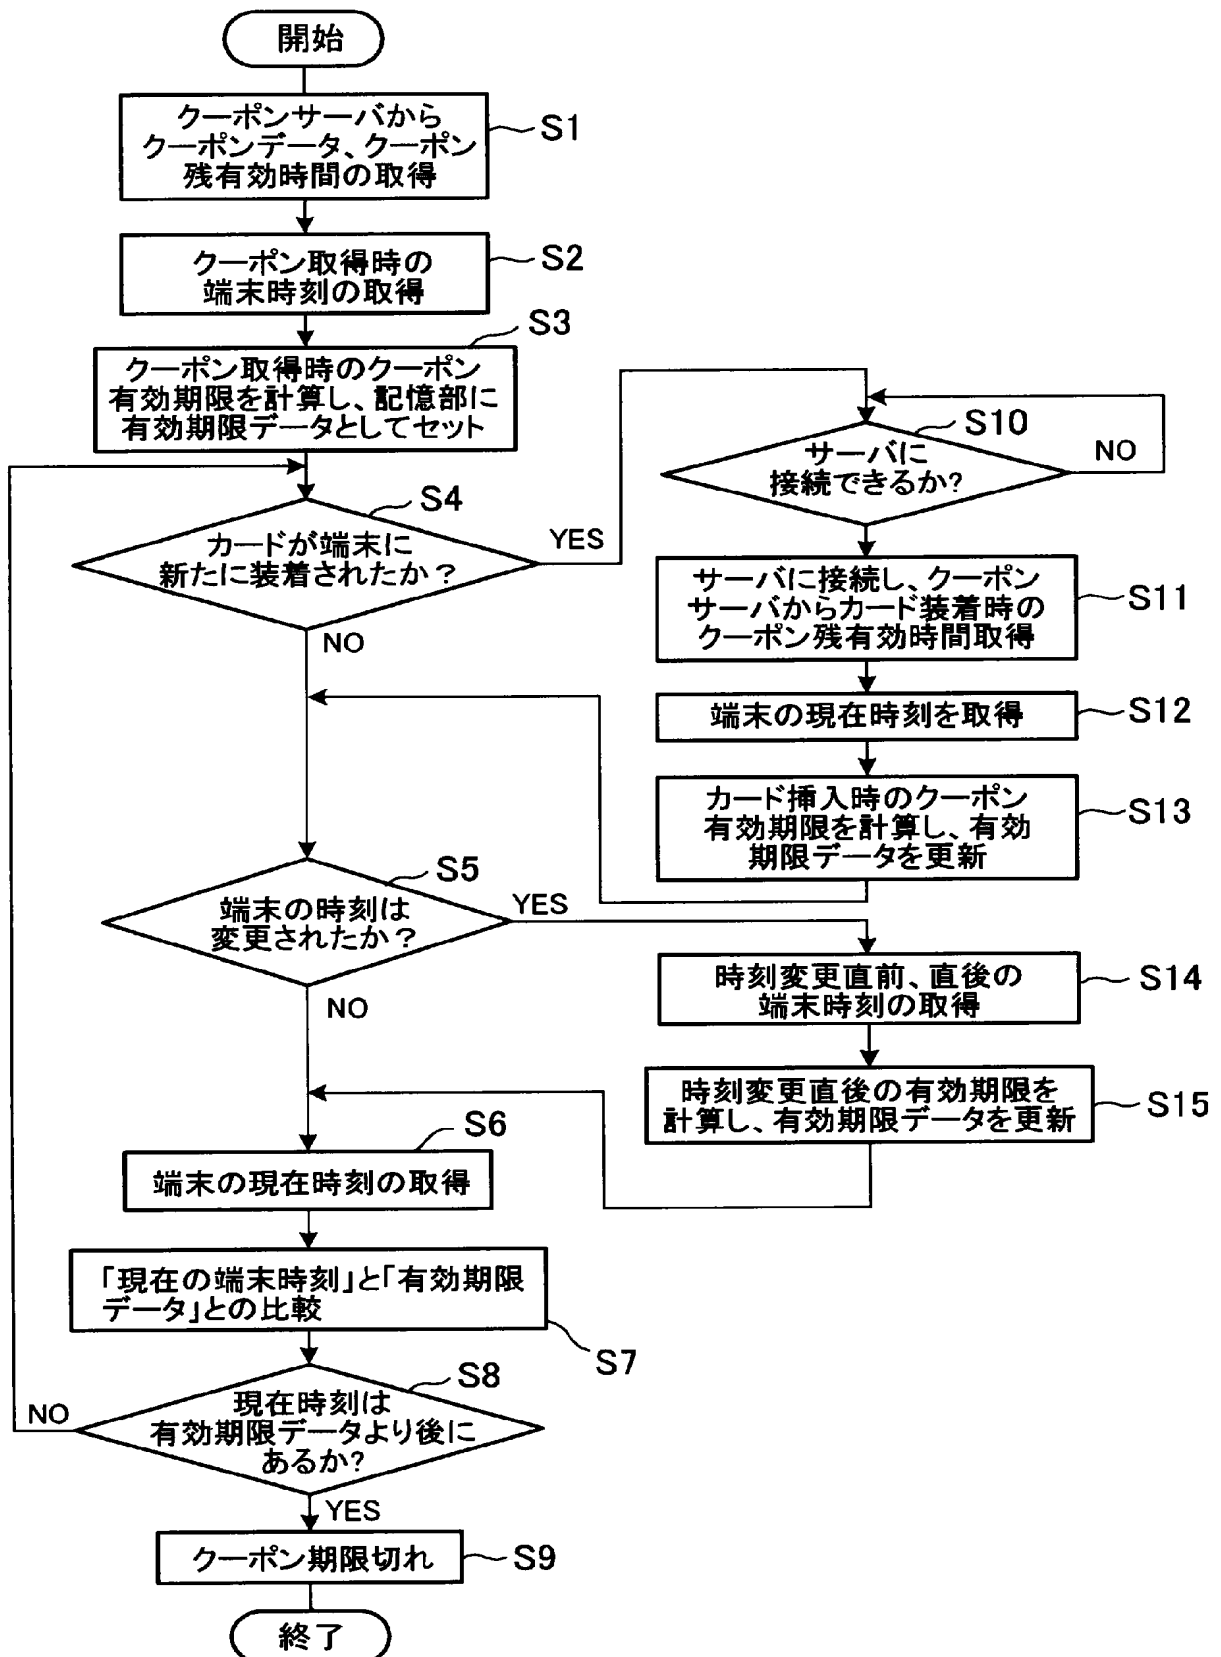 開始
クーポンサーバから
クーポンデータ、クーポン
残有効時間の取得
S1
クーポン取得時の
端末時刻の取得
S2
クーポン取得時のクーポン
有効期限を計算し、記憶部に
有効期限データとしてセット
S3
カードが端末に
新たに装着されたか？
S4
YES
NO
サーバに
接続できるか?
S10
NO
サーバに接続し、クーポン
サーバからカード装着時の
クーポン残有効時間取得
S11
端末の現在時刻を取得
S12
カード挿入時のクーポン
有効期限を計算し、有効
期限データを更新
S13
端末の時刻は
変更されたか？
S5
YES
NO
時刻変更直前、直後の
端末時刻の取得
S14
時刻変更直後の有効期限を
計算し、有効期限データを更新
S15
端末の現在時刻の取得
S6
「現在の端末時刻」と「有効期限
データ」との比較
S7
現在時刻は
有効期限データより後に
あるか?
S8
NO
YES
クーポン期限切れ
S9
終了